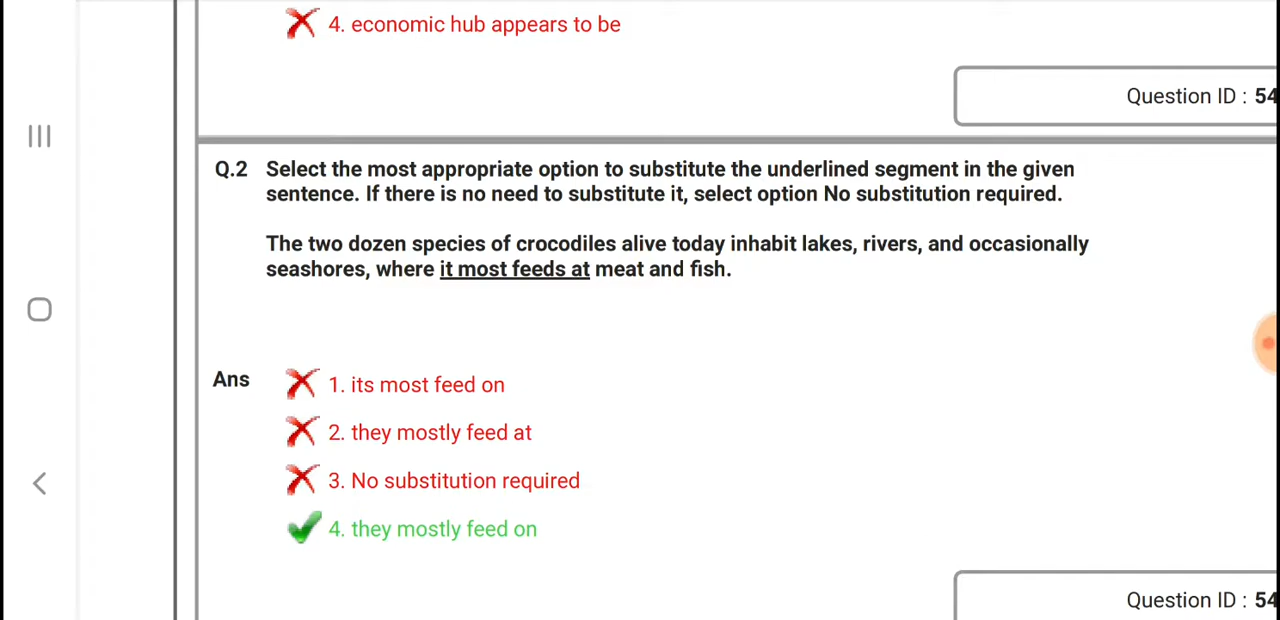 4. economic hub appears to be
Question ID : 54
Q.2 Select the most appropriate option to substitute the underlined segment in the given
sentence. If there is no need to substitute it, select option No substitution required.
The two dozen species of crocodiles alive today inhabit lakes, rivers, and occasionally
seashores, where it most feeds at meat and fish.
Ans
1. its most feed on
2. they mostly feed at
3. No substitution required
4. they mostly feed on
Question ID : 54